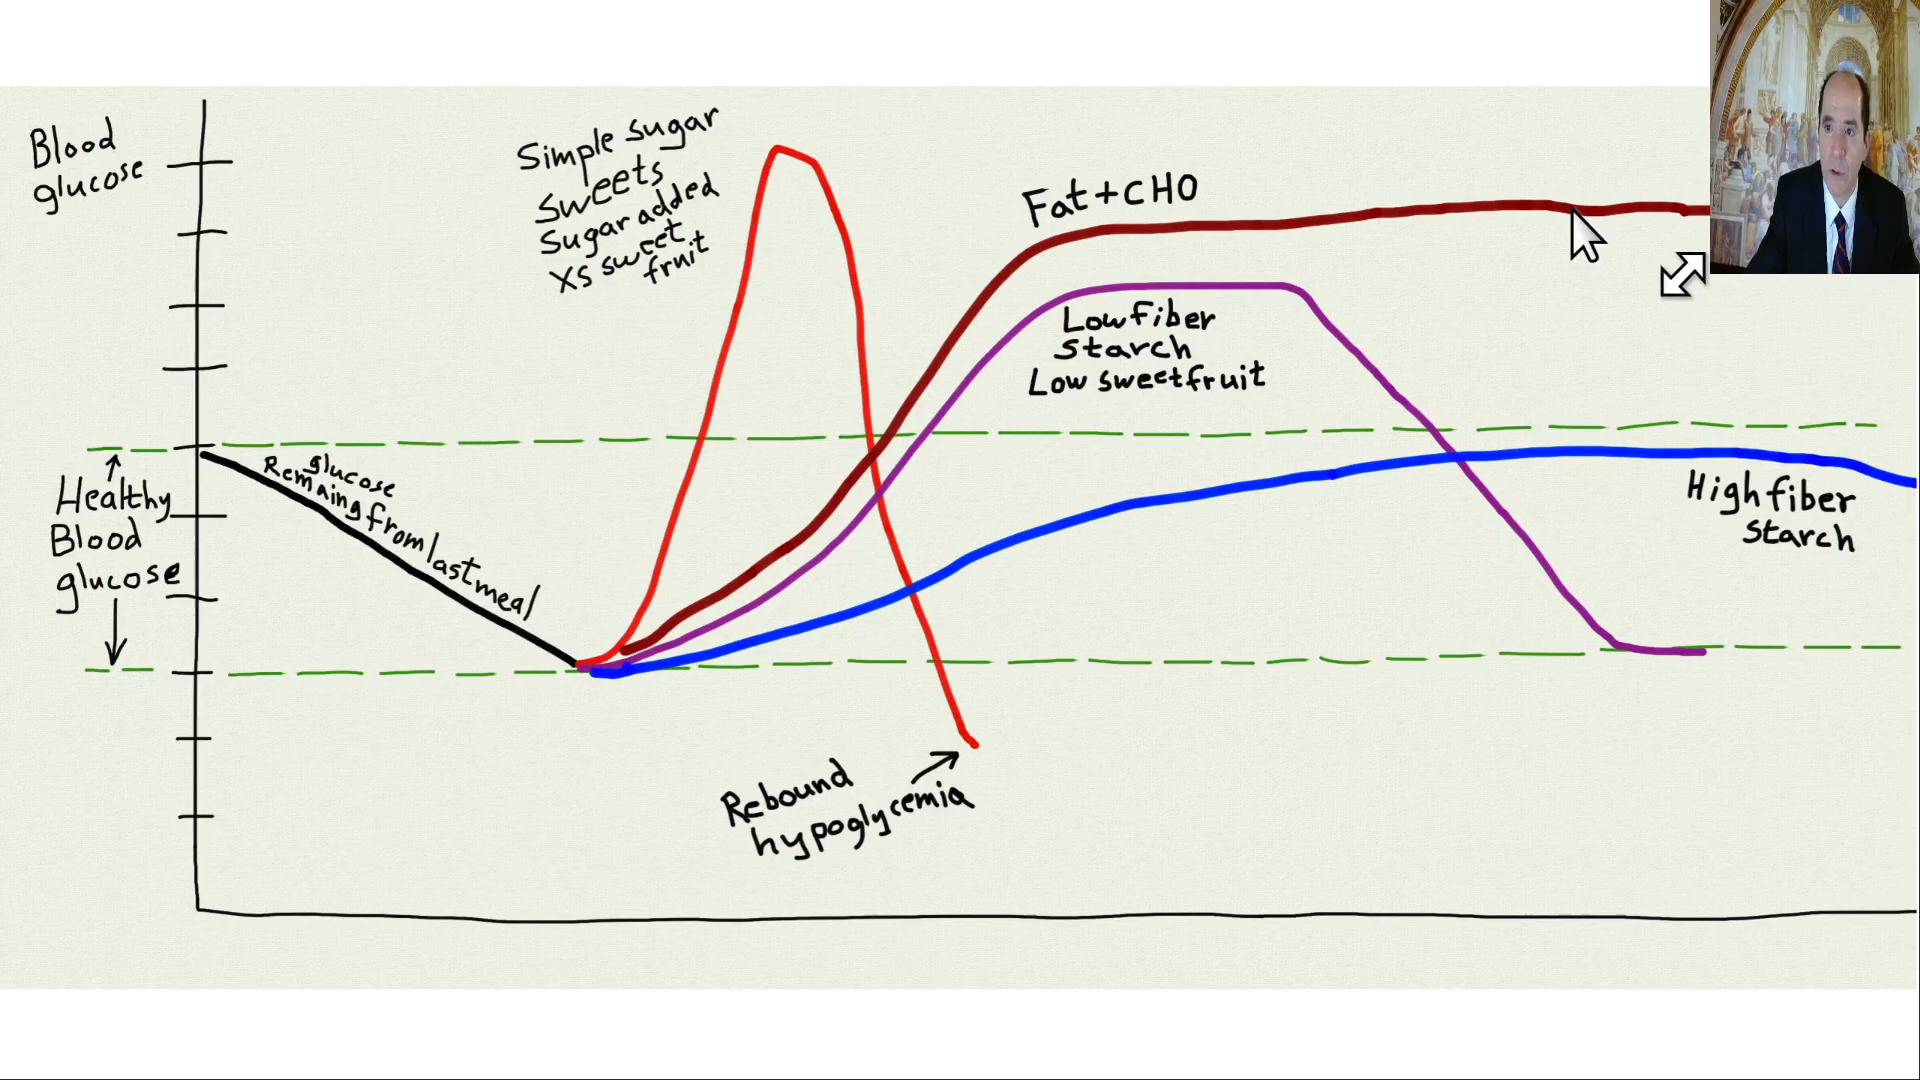 Blood
glucose
Simple sugar
sweets
Sugar added
xs sweet
fruit
Fat + CHO
Low fiber
starch
Low sweet fruit
Healthy
Blood
glucose
glucose
Remaining from last meal
High fiber
starch
Rebound
hypoglycemia